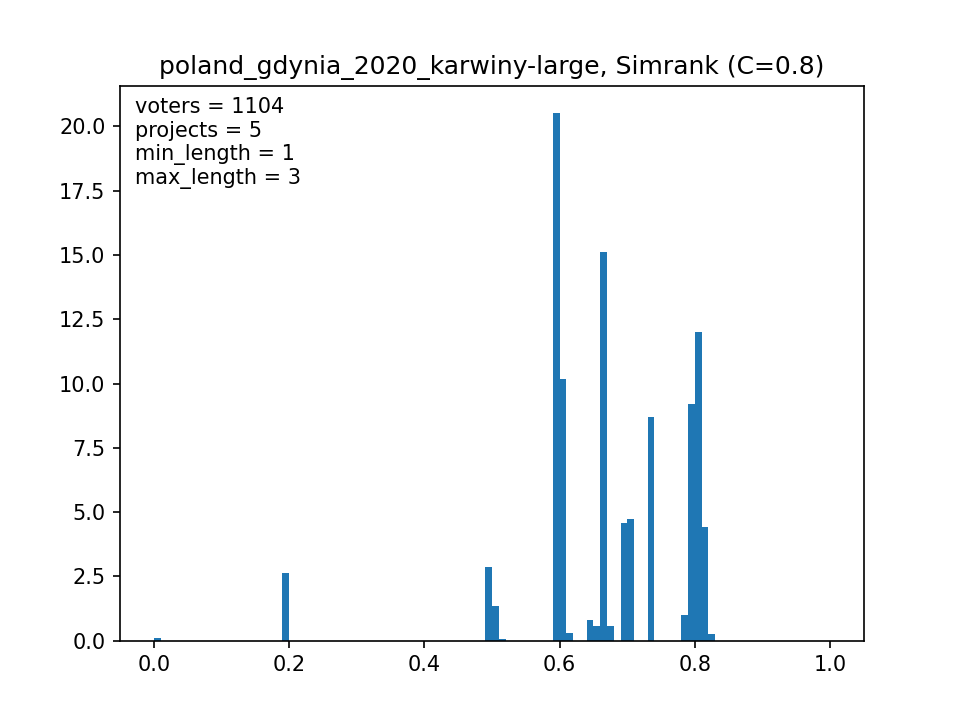 poland_gdynia_2020_karwiny-large, Simrank (C=0.8)
voters = 1104
projects = 5
min_length = 1
max_length = 3
20.0
17.5
15.0
12.5
10.0
7.5
5.0
2.5
0.0
0.0 0.2 0.4 0.6 0.8 1.0